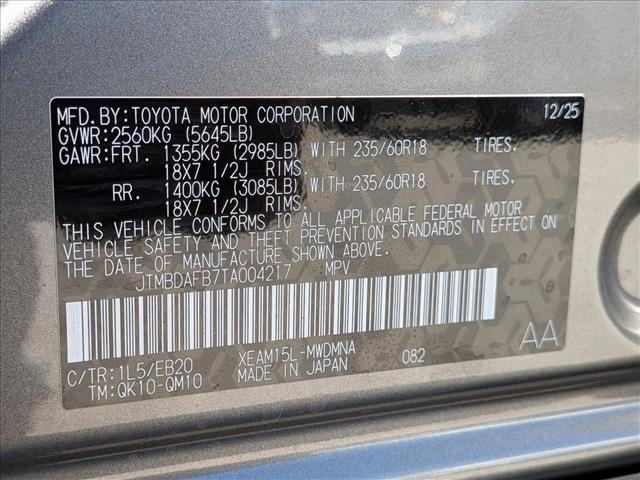 MFD.BY:TOYOTA MOTOR CORPORATION 12/25
GVWR:2560KG (5645LB)
GAWR:FRT. 1355KG (2985LB) WITH 235/60R18 TIRES.
18X7 1/2J RIMS.
RR. 1400KG (3085LB) WITH 235/60R18 TIRES.
18X7 1/2J RIMS.
THIS VEHICLE CONFORMS TO ALL APPLICABLE FEDERAL MOTOR
VEHICLE SAFETY AND THEFT PREVENTION STANDARDS IN EFFECT ON
THE DATE OF MANUFACTURE SHOWN ABOVE.
JTMBDAFB7TA004217 MPV
C/TR:1L5/EB20 XEAM15L-MWDMNA 082 AA
TM:QK10-QM10 MADE IN JAPAN